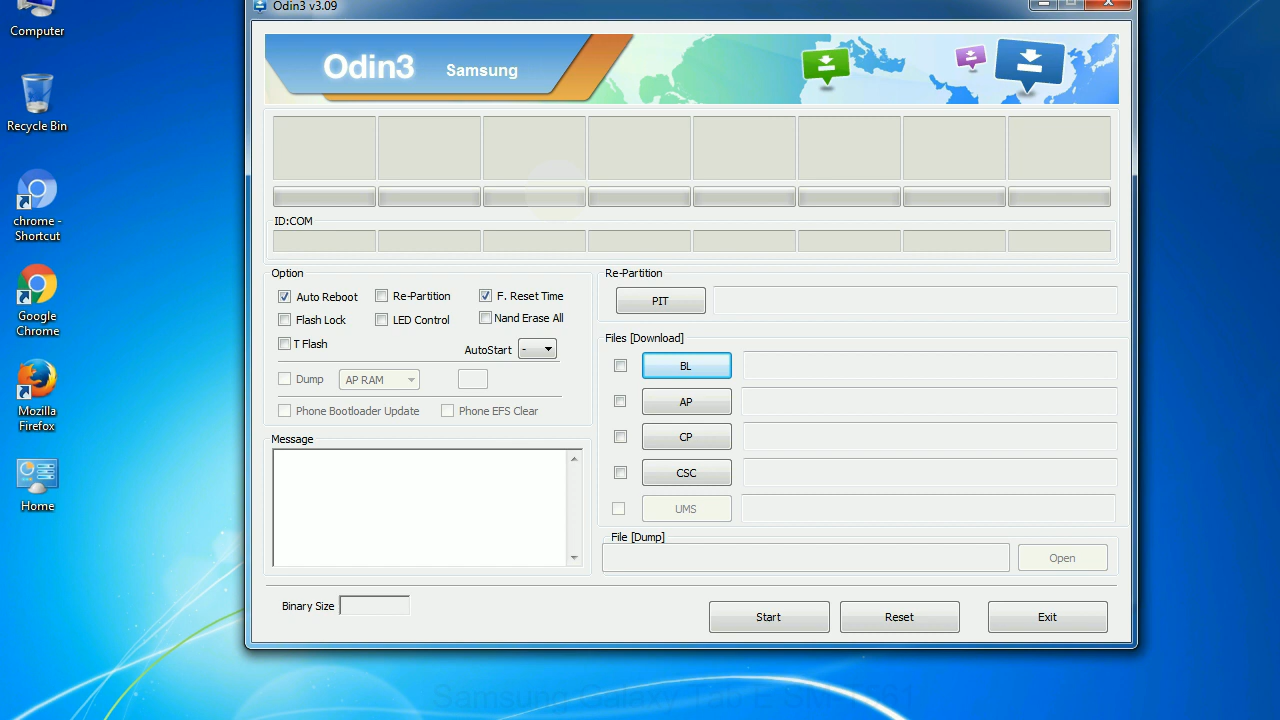 Odin3 v3.09
Computer
Recycle Bin
chrome -
Shortcut
Google
Chrome
Mozilla
Firefox
Home
Odin3
Samsung
ID:COM
Option
Auto Reboot
Re-Partition
F. Reset Time
Flash Lock
LED Control
Nand Erase All
T Flash
AutoStart
-
Dump
AP RAM
Phone Bootloader Update
Phone EFS Clear
Message
Re-Partition
PIT
Files [Download]
BL
AP
CP
CSC
UMS
File [Dump]
Open
Binary Size
Start
Reset
Exit
Samsung Galaxy Tab E